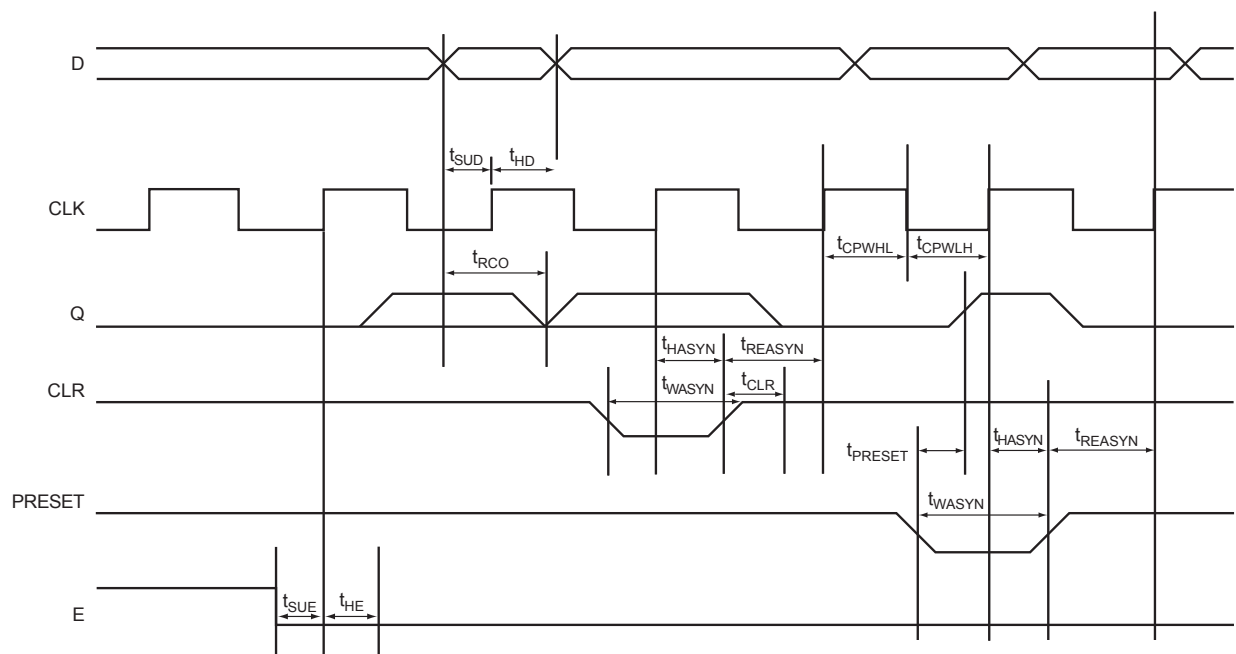 D
tSUD tHD
CLK
tCPWHL tCPWLH
tRCO
Q
tHASYN tREASYN
CLR
tWASYN tCLR
tPRESET tHASYN tREASYN
PRESET
tWASYN
tSUE tHE
E